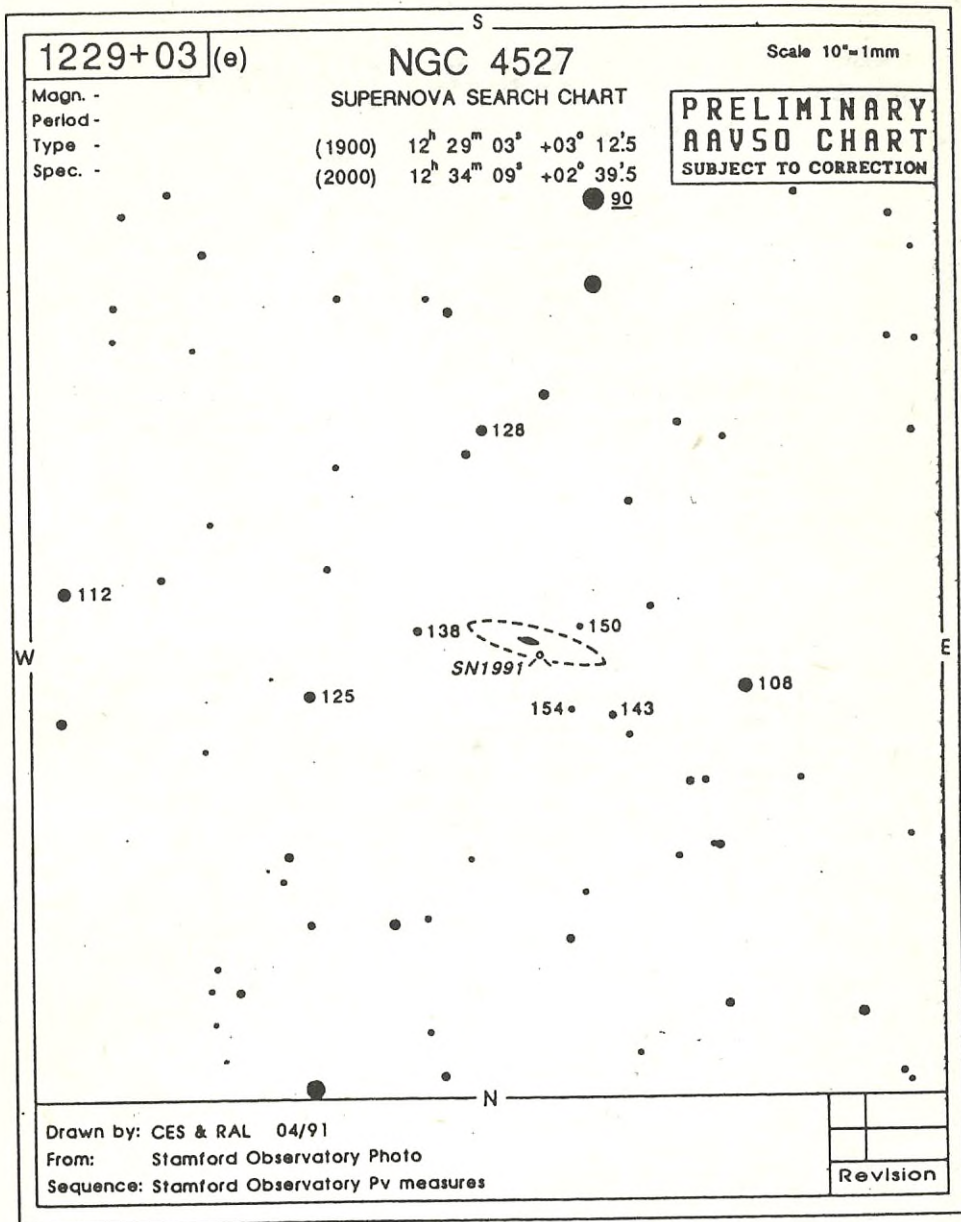 S
1229+03 (e)
NGC 4527
Scale 10"=1mm
Magn. -
Period -
Type -
Spec. -
SUPERNOVA SEARCH CHART
(1900) 12h 29m 03s +03° 12.'5
(2000) 12h 34m 09s +02° 39.'5
PRELIMINARY
AAVSO CHART
SUBJECT TO CORRECTION
90
128
112
138
150
W
E
SN1991
125
108
154
143
N
Drawn by: CES & RAL 04/91
From: Stamford Observatory Photo
Sequence: Stamford Observatory Pv measures
Revision